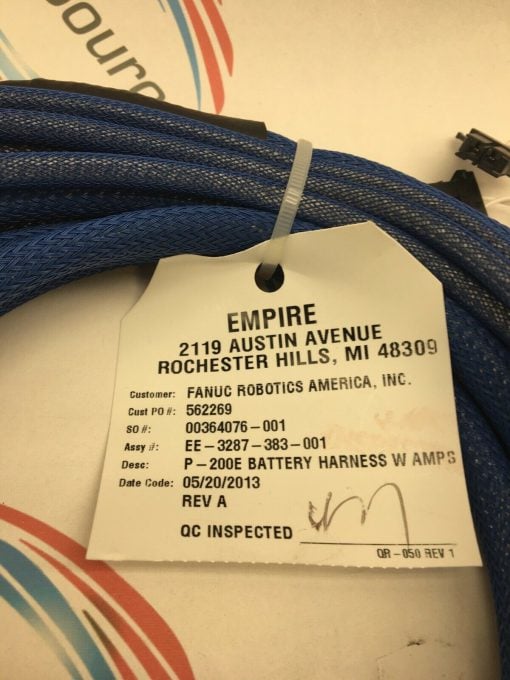 EMPIRE
2119 AUSTIN AVENUE
ROCHESTER HILLS, MI 48309
Customer: FANUC ROBOTICS AMERICA, INC.
Cust PO #: 562269
SO #: 00364076-001
Assy #: EE-3287-383-001
Desc: P-200E BATTERY HARNESS W AMPS
Date Code: 05/20/2013
REV A
QC INSPECTED
QR-050 REV 1